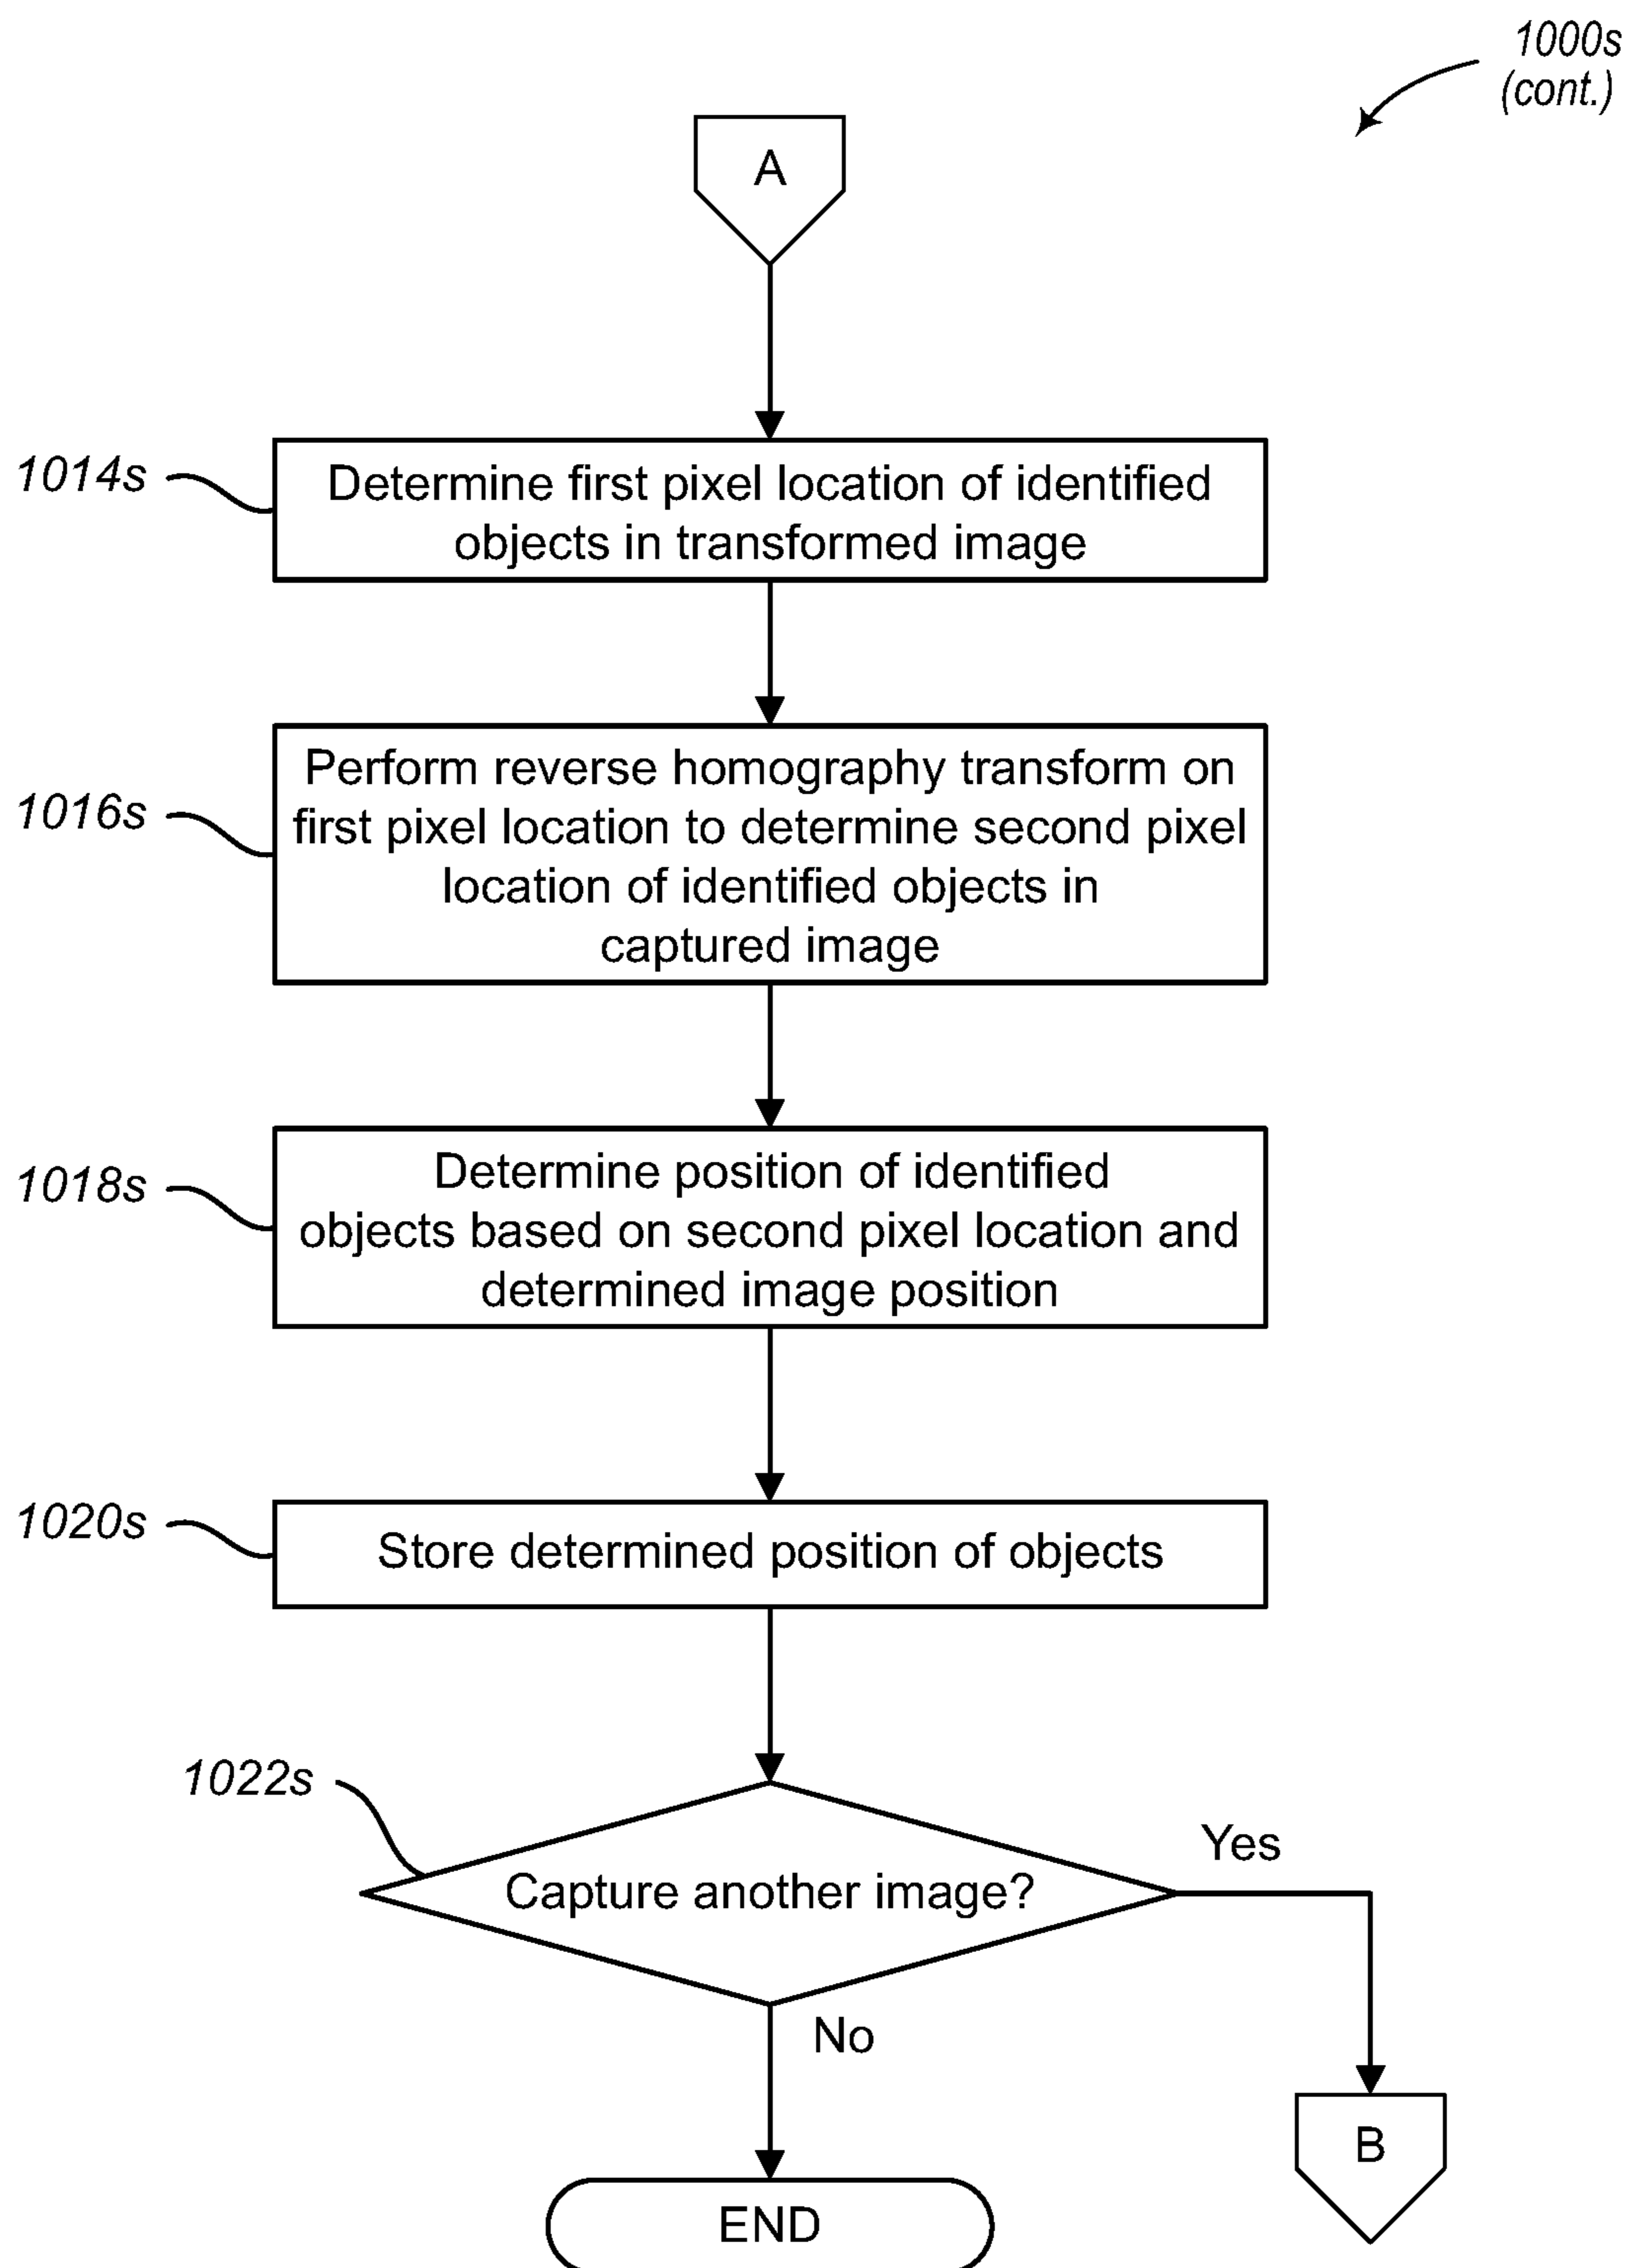 1000s
(cont.)
A
1014s
Determine first pixel location of identified
objects in transformed image
1016s
Perform reverse homography transform on
first pixel location to determine second pixel
location of identified objects in
captured image
1018s
Determine position of identified
objects based on second pixel location and
determined image position
1020s
Store determined position of objects
1022s
Capture another image?
Yes
No
B
END